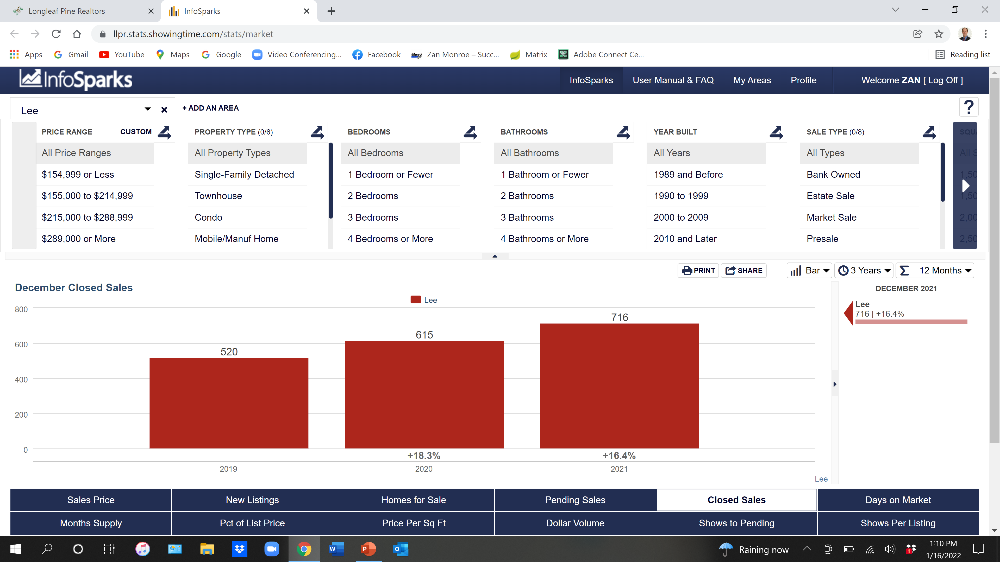 Longleaf Pine Realtors
InfoSparks
llpr.stats.showingtime.com/stats/market
Apps Gmail YouTube Maps Google Video Conferencing... Facebook Zan Monroe – Succ... Matrix Adobe Connect Ce... Reading list
InfoSparks InfoSparks User Manual & FAQ My Areas Profile Welcome ZAN [ Log Off ]
Lee + ADD AN AREA ?
PRICE RANGE CUSTOM PROPERTY TYPE (0/6) BEDROOMS BATHROOMS YEAR BUILT SALE TYPE (0/8)
All Price Ranges All Property Types All Bedrooms All Bathrooms All Years All Types
$154,999 or Less Single-Family Detached 1 Bedroom or Fewer 1 Bathroom or Fewer 1989 and Before Bank Owned
$155,000 to $214,999 Townhouse 2 Bedrooms 2 Bathrooms 1990 to 1999 Estate Sale
$215,000 to $288,999 Condo 3 Bedrooms 3 Bathrooms 2000 to 2009 Market Sale
$289,000 or More Mobile/Manuf Home 4 Bedrooms or More 4 Bathrooms or More 2010 and Later Presale
PRINT SHARE Bar 3 Years Σ 12 Months
December Closed Sales
DECEMBER 2021
Lee
Lee
716 | +16.4%
800
600
400
200
0
520
615
716
+18.3% +16.4%
2019 2020 2021
Lee
Sales Price New Listings Homes for Sale Pending Sales Closed Sales Days on Market
Months Supply Pct of List Price Price Per Sq Ft Dollar Volume Shows to Pending Shows Per Listing
Raining now
1:10 PM
1/16/2022